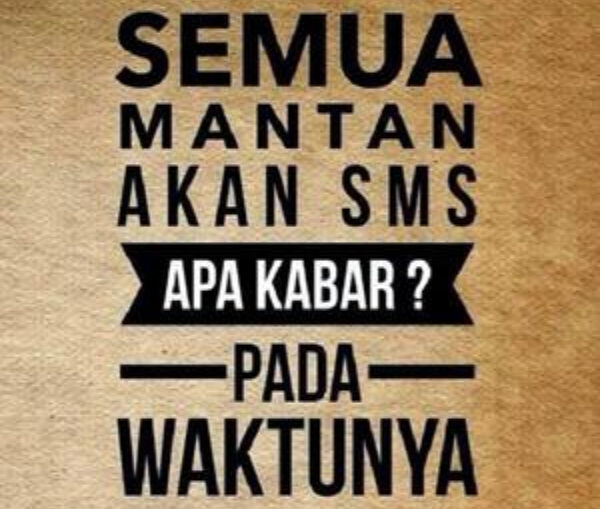 SEMUA
MANTAN
AKAN SMS
APA KABAR ?
PADA
WAKTUNYA